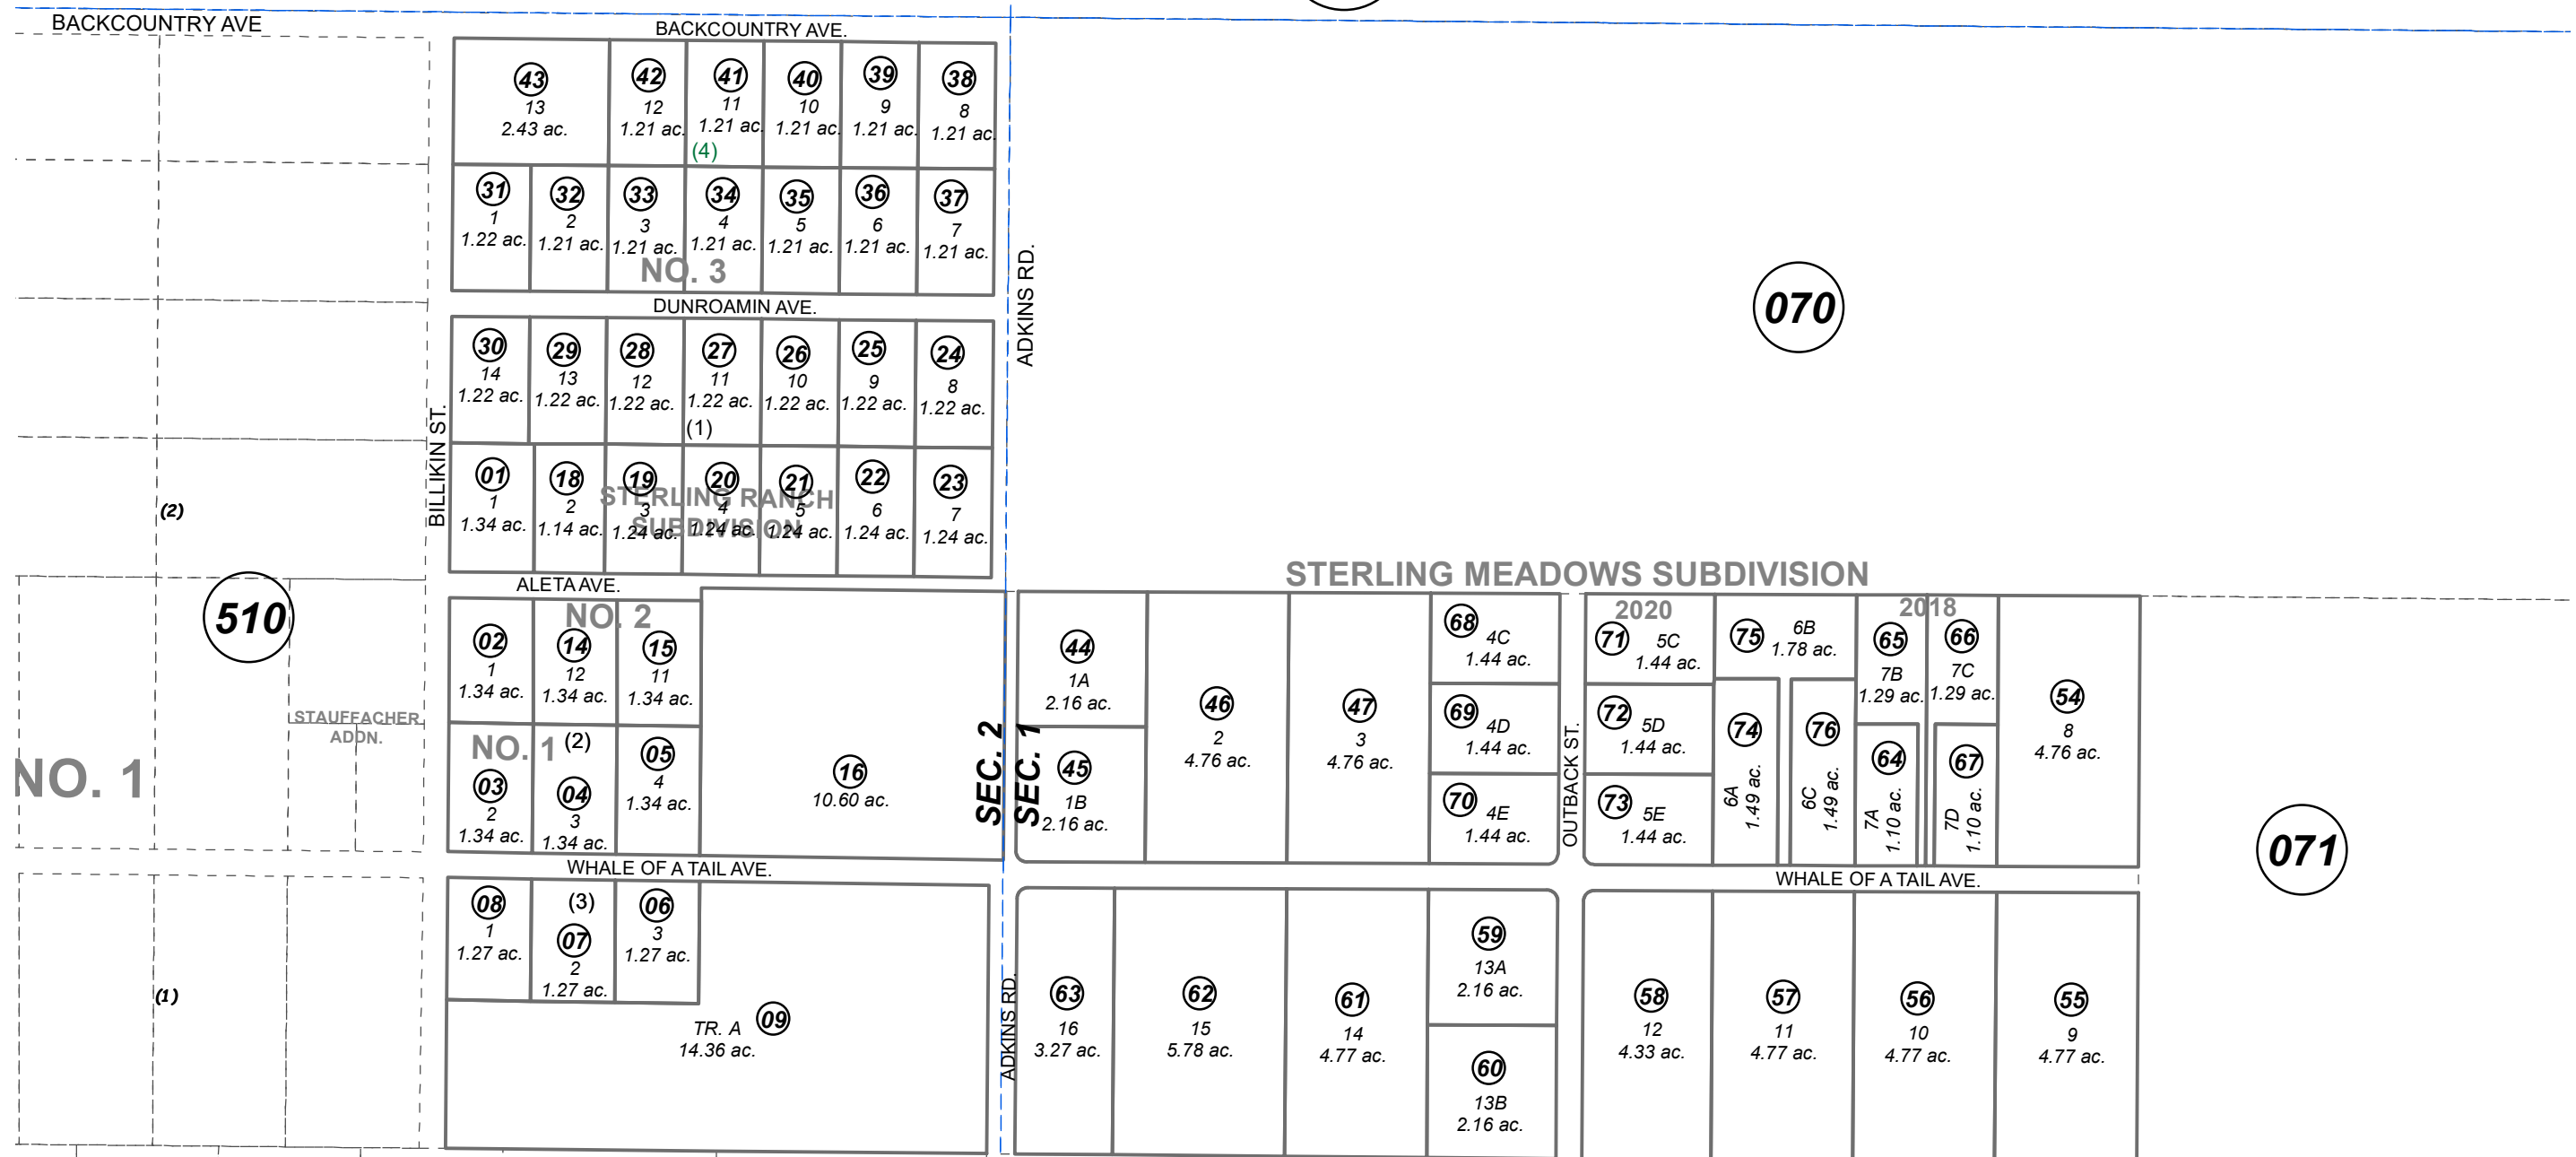 BACKCOUNTRY AVE
BACKCOUNTRY AVE.
43
13
2.43 ac.
42
12
1.21 ac.
41
11
1.21 ac.
(4)
40
10
1.21 ac.
39
9
1.21 ac.
38
8
1.21 ac.
31
1
1.22 ac.
32
2
1.21 ac.
33
3
1.21 ac.
34
4
1.21 ac.
35
5
1.21 ac.
36
6
1.21 ac.
37
7
1.21 ac.
NO. 3
ADKINS RD.
070
DUNROAMIN AVE.
30
14
1.22 ac.
29
13
1.22 ac.
28
12
1.22 ac.
27
11
1.22 ac.
(1)
26
10
1.22 ac.
25
9
1.22 ac.
24
8
1.22 ac.
BILLIKIN ST.
01
1
1.34 ac.
18
2
1.14 ac.
19
3
1.24 ac.
20
4
1.24 ac.
21
5
1.24 ac.
22
6
1.24 ac.
23
7
1.24 ac.
STERLING RANCH
SUBDIVISION
(2)
510
ALETA AVE.
NO. 2
02
1
1.34 ac.
14
12
1.34 ac.
15
11
1.34 ac.
STAUFFACHER
ADDN.
NO. 1
NO. 1
(2)
03
2
1.34 ac.
04
3
1.34 ac.
05
4
1.34 ac.
16
10.60 ac.
SEC. 2
SEC. 1
STERLING MEADOWS SUBDIVISION
2020
2018
44
1A
2.16 ac.
45
1B
2.16 ac.
46
2
4.76 ac.
47
3
4.76 ac.
68
4C
1.44 ac.
69
4D
1.44 ac.
70
4E
1.44 ac.
OUTBACK ST.
71
5C
1.44 ac.
72
5D
1.44 ac.
73
5E
1.44 ac.
75
6B
1.78 ac.
74
6A
1.49 ac.
76
6C
1.49 ac.
65
7B
1.29 ac.
66
7C
1.29 ac.
64
7A
1.10 ac.
67
7D
1.10 ac.
54
8
4.76 ac.
071
WHALE OF A TAIL AVE.
WHALE OF A TAIL AVE.
08
1
1.27 ac.
(3)
07
2
1.27 ac.
06
3
1.27 ac.
(1)
TR. A
09
14.36 ac.
ADKINS RD.
63
16
3.27 ac.
62
15
5.78 ac.
61
14
4.77 ac.
59
13A
2.16 ac.
60
13B
2.16 ac.
58
12
4.33 ac.
57
11
4.77 ac.
56
10
4.77 ac.
55
9
4.77 ac.